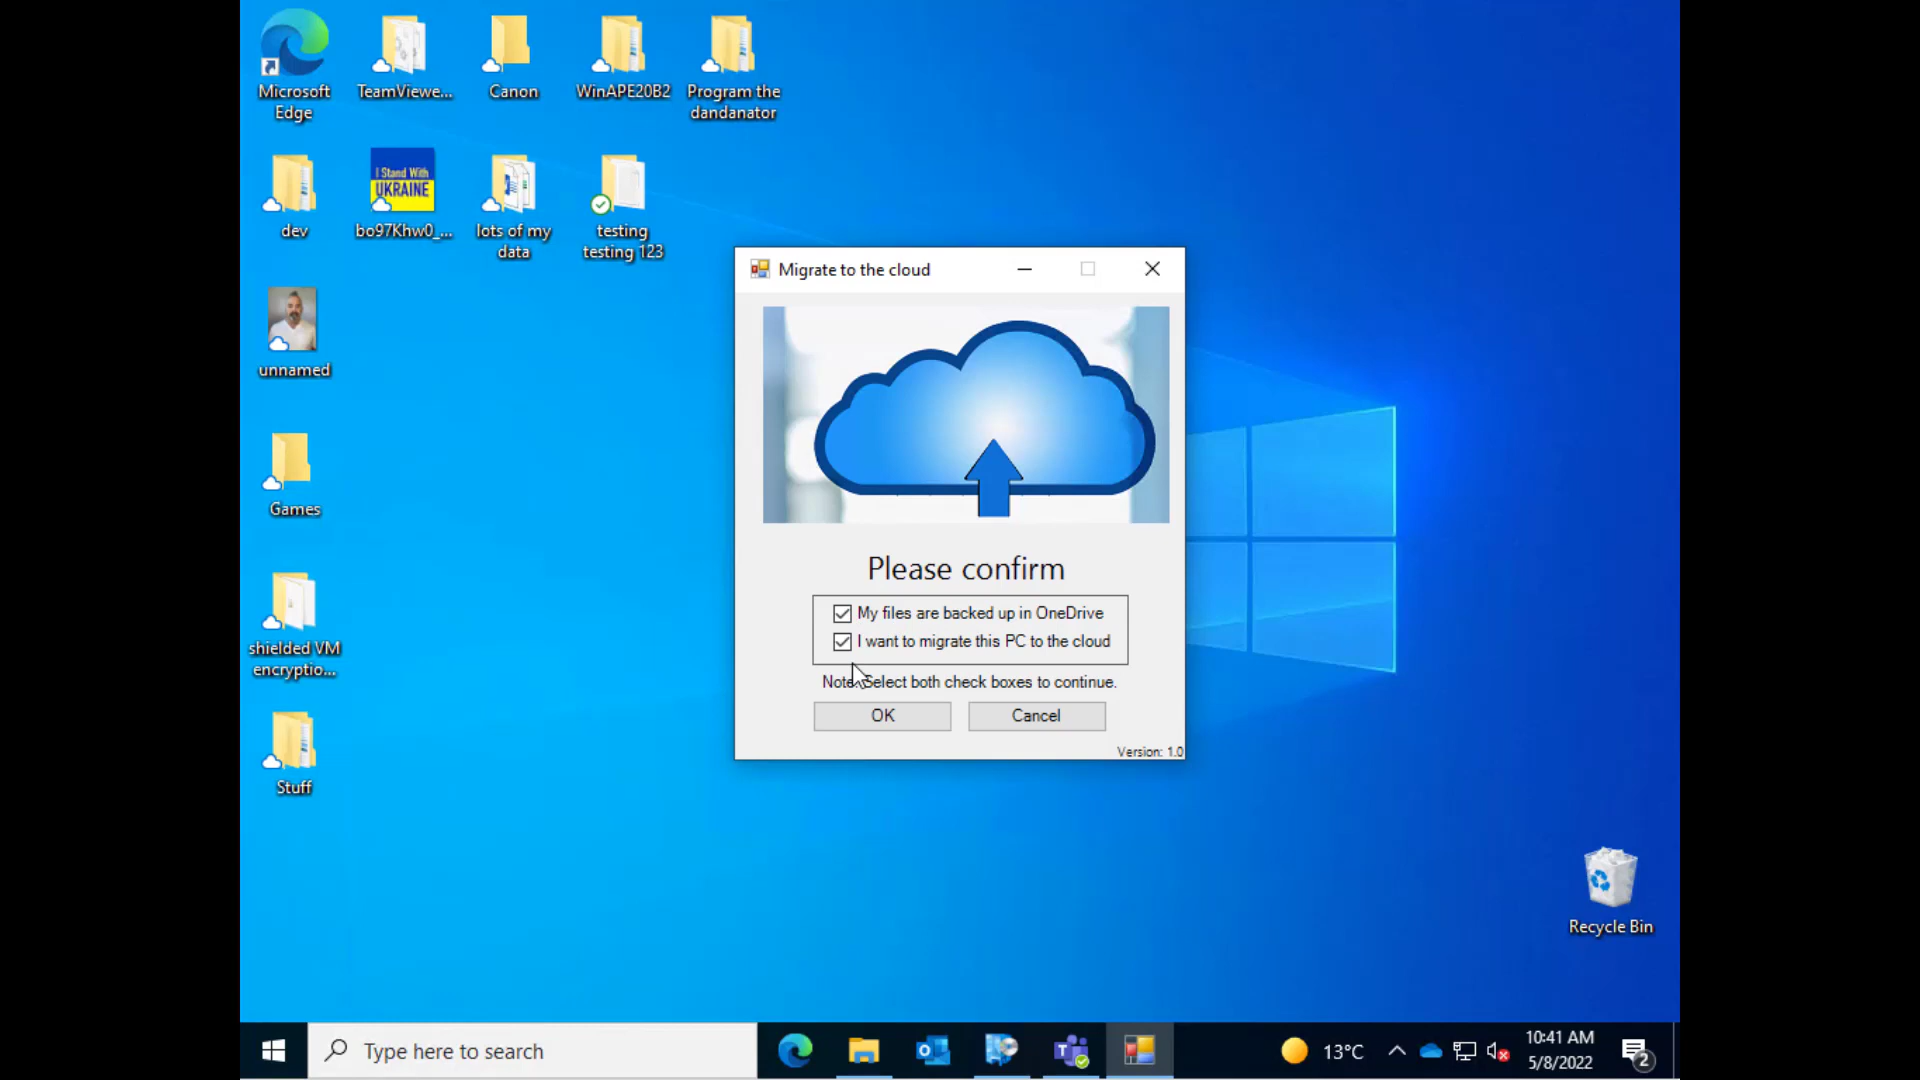 Microsoft
Edge
TeamViewe...
Canon
WinAPE20B2
Program the
dandanator
dev
I Stand With
UKRAINE
bo97Khw0_...
lots of my
data
testing
testing 123
unnamed
Games
shielded VM
encryptio...
Stuff
Migrate to the cloud
Please confirm
My files are backed up in OneDrive
I want to migrate this PC to the cloud
Note: Select both check boxes to continue.
OK
Cancel
Version: 1.0
Recycle Bin
Type here to search
13°C
10:41 AM
5/8/2022
2